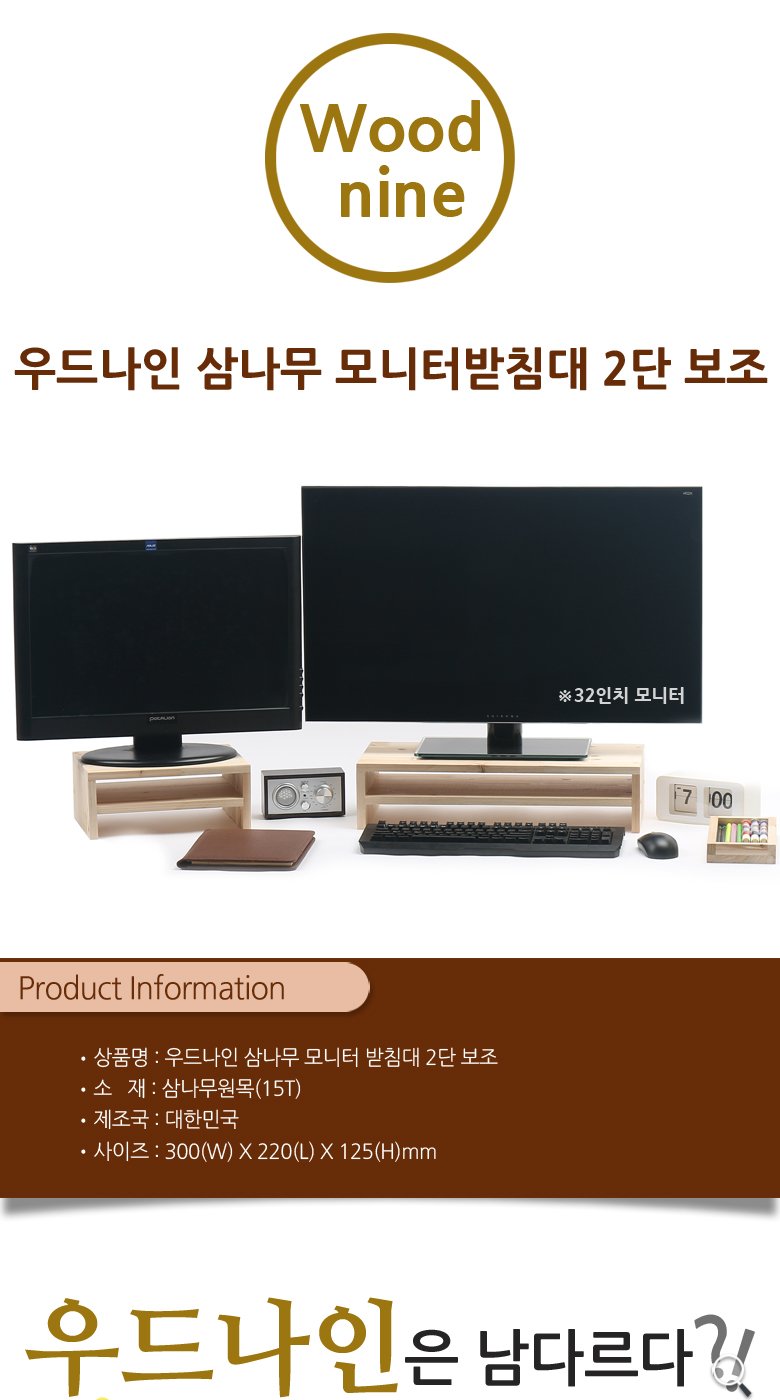 Wood
nine
우드나인 삼나무 모니터받침대 2단 보조
※32인치 모니터
7 00
Product Information
• 상품명 : 우드나인 삼나무 모니터 받침대 2단 보조
• 소 재 : 삼나무원목(15T)
• 제조국 : 대한민국
• 사이즈 : 300(W) X 220(L) X 125(H)mm
우드나인은 남다르다?!